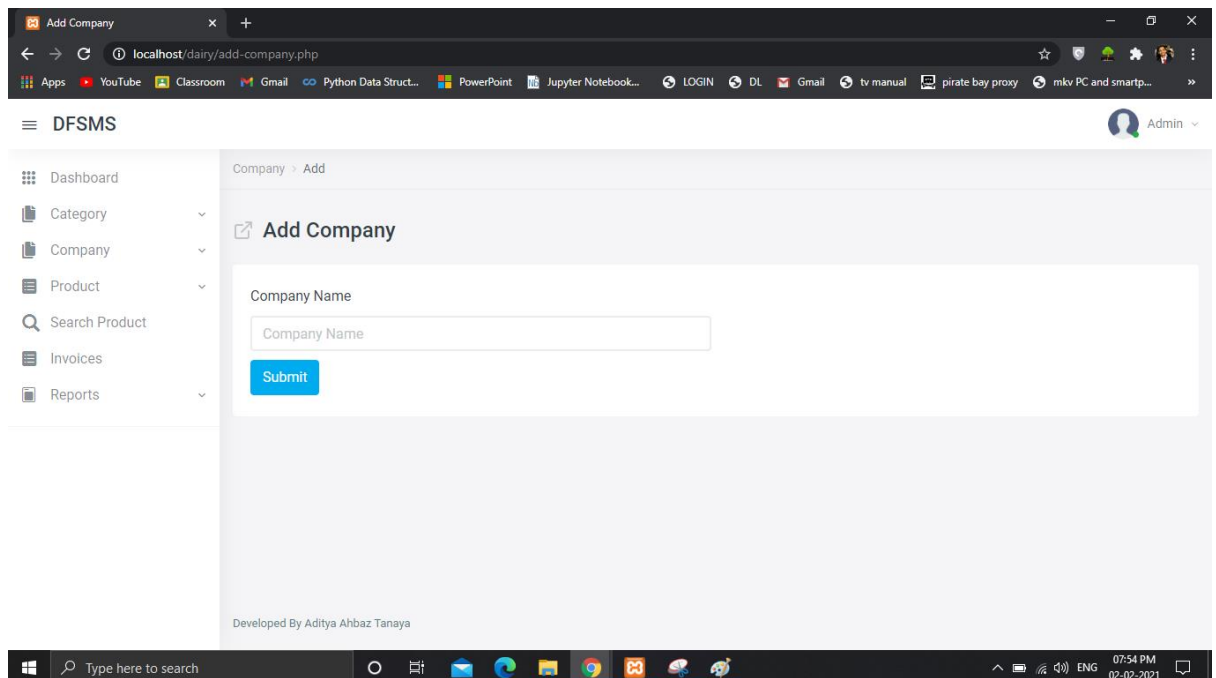 Add Company
localhost/dairy/add-company.php
Apps YouTube Classroom Gmail Python Data Struct... PowerPoint Jupyter Notebook... LOGIN DL Gmail tv manual pirate bay proxy mkv PC and smartp... »
DFSMS
Admin
Dashboard
Category
Company
Product
Search Product
Invoices
Reports
Company > Add
Add Company
Company Name
Company Name
Submit
Developed By Aditya Ahbaz Tanaya
Type here to search
ENG
07:54 PM
02-02-2021